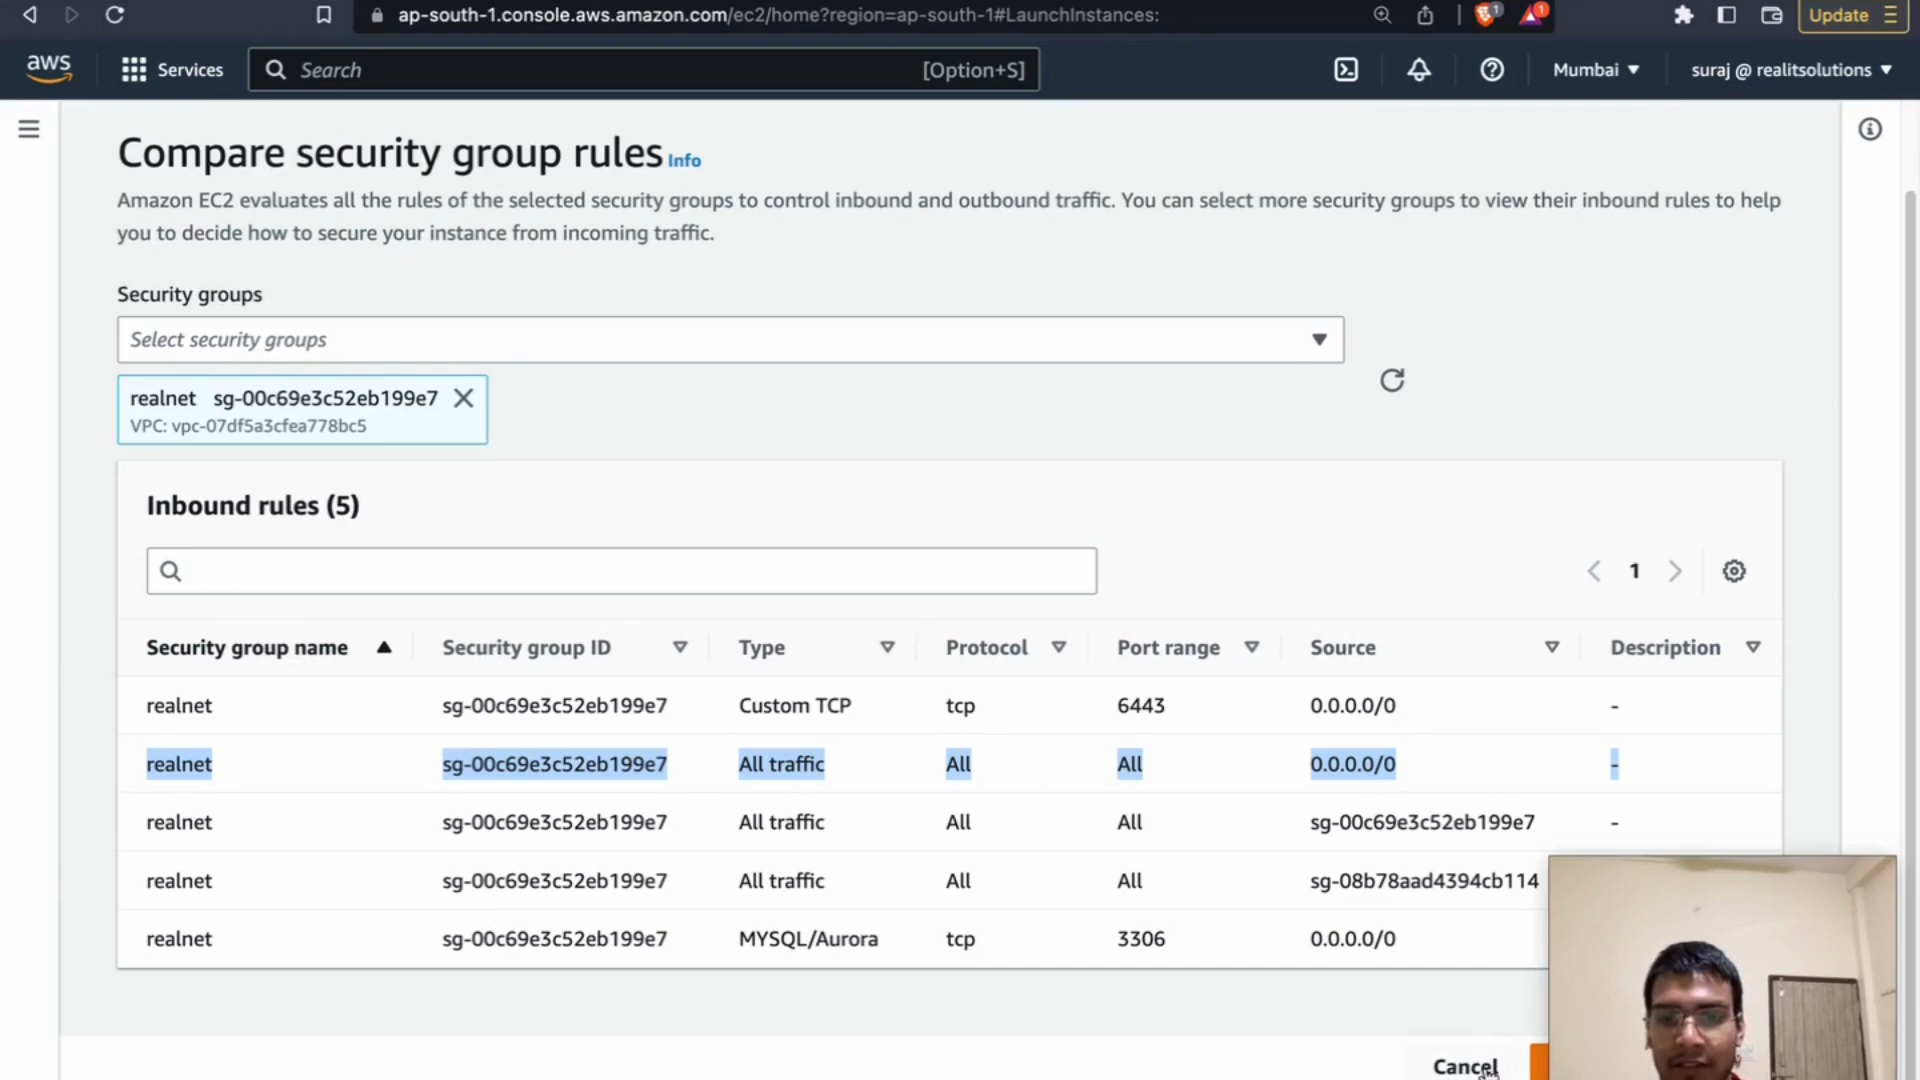 ap-south-1.console.aws.amazon.com/ec2/home?region=ap-south-1#LaunchInstances:
1
1
Update
aws
Services
Search
[Option+S]
Mumbai
suraj @ realitsolutions
Compare security group rules Info
Amazon EC2 evaluates all the rules of the selected security groups to control inbound and outbound traffic. You can select more security groups to view their inbound rules to help
you to decide how to secure your instance from incoming traffic.
Security groups
Select security groups
realnet sg-00c69e3c52eb199e7
VPC: vpc-07df5a3cfea778bc5
Inbound rules (5)
1
Security group name Security group ID Type Protocol Port range Source Description
realnet sg-00c69e3c52eb199e7 Custom TCP tcp 6443 0.0.0.0/0 -
realnet sg-00c69e3c52eb199e7 All traffic All All 0.0.0.0/0 -
realnet sg-00c69e3c52eb199e7 All traffic All All sg-00c69e3c52eb199e7 -
realnet sg-00c69e3c52eb199e7 All traffic All All sg-08b78aad4394cb114
realnet sg-00c69e3c52eb199e7 MYSQL/Aurora tcp 3306 0.0.0.0/0
Cancel